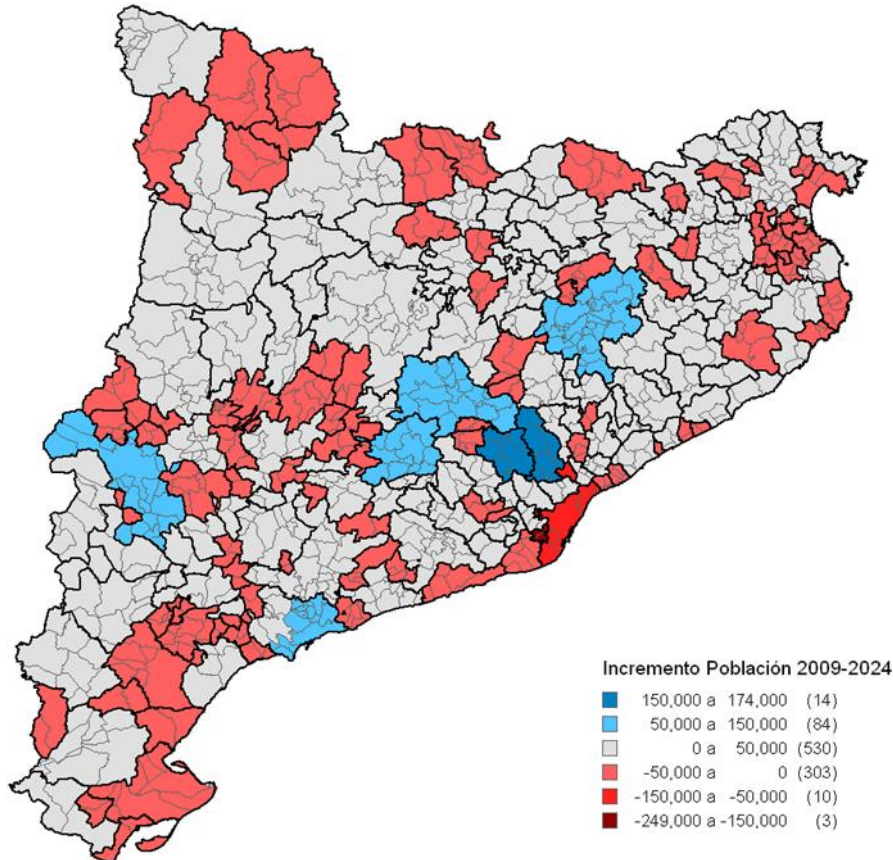 Incremento Población 2009-2024
150,000 a 174,000 (14)
50,000 a 150,000 (84)
0 a 50,000 (530)
-50,000 a 0 (303)
-150,000 a -50,000 (10)
-249,000 a -150,000 (3)